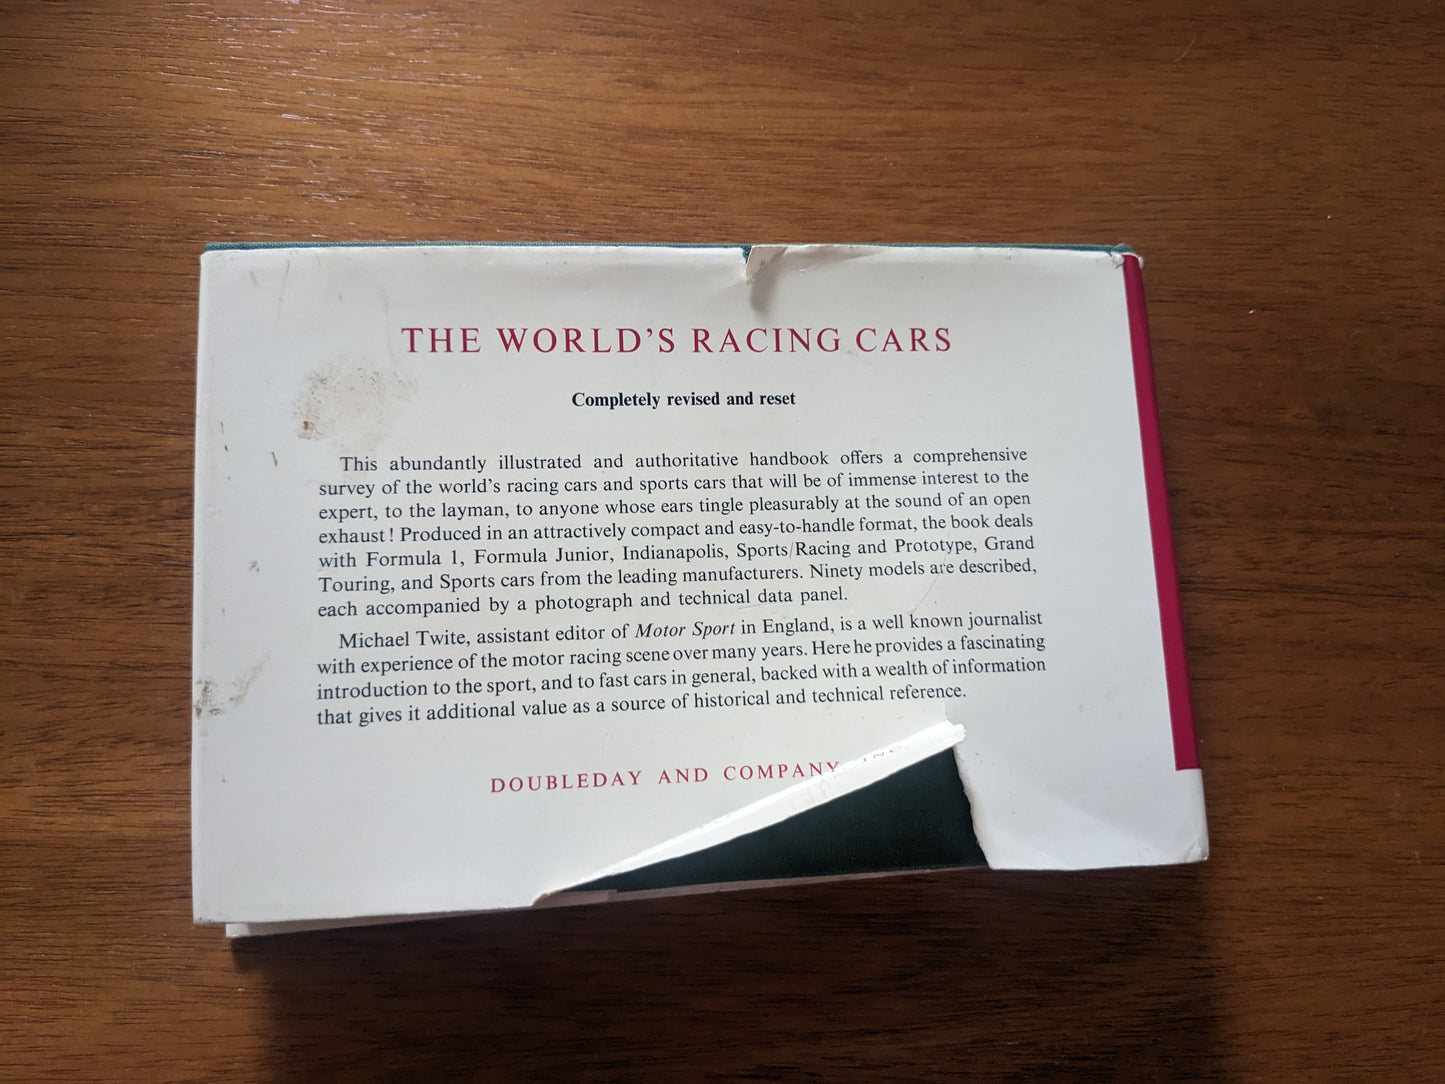 THE WORLD'S RACING CARS
Completely revised and reset
This abundantly illustrated and authoritative handbook offers a comprehensive
survey of the world's racing cars and sports cars that will be of immense interest to the
expert, to the layman, to anyone whose ears tingle pleasurably at the sound of an open
exhaust! Produced in an attractively compact and easy-to-handle format, the book deals
with Formula 1, Formula Junior, Indianapolis, Sports/Racing and Prototype, Grand
Touring, and Sports cars from the leading manufacturers. Ninety models are described,
each accompanied by a photograph and technical data panel.
Michael Twite, assistant editor of Motor Sport in England, is a well known journalist
with experience of the motor racing scene over many years. Here he provides a fascinating
introduction to the sport, and to fast cars in general, backed with a wealth of information
that gives it additional value as a source of historical and technical reference.
DOUBLEDAY AND COMPANY